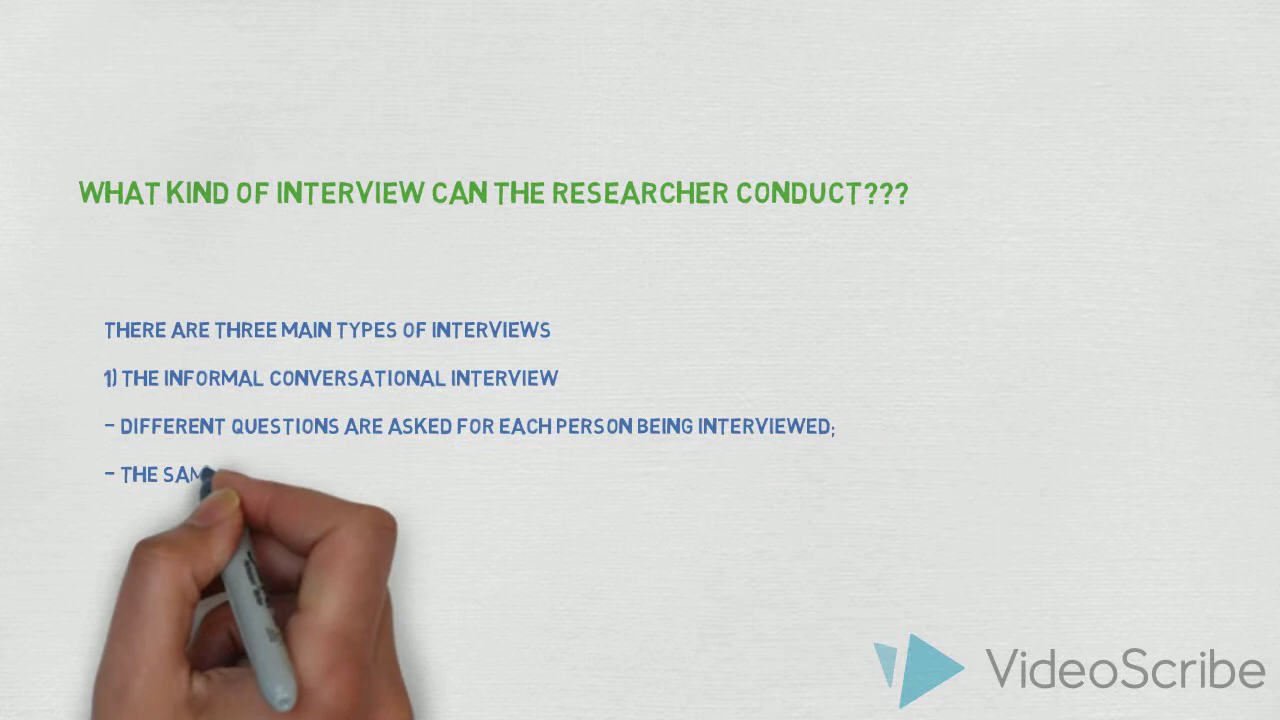 WHAT KIND OF INTERVIEW CAN THE RESEARCHER CONDUCT???
THERE ARE THREE MAIN TYPES OF INTERVIEWS
1) THE INFORMAL CONVERSATIONAL INTERVIEW
- DIFFERENT QUESTIONS ARE ASKED FOR EACH PERSON BEING INTERVIEWED;
- THE SAM
VideoScribe